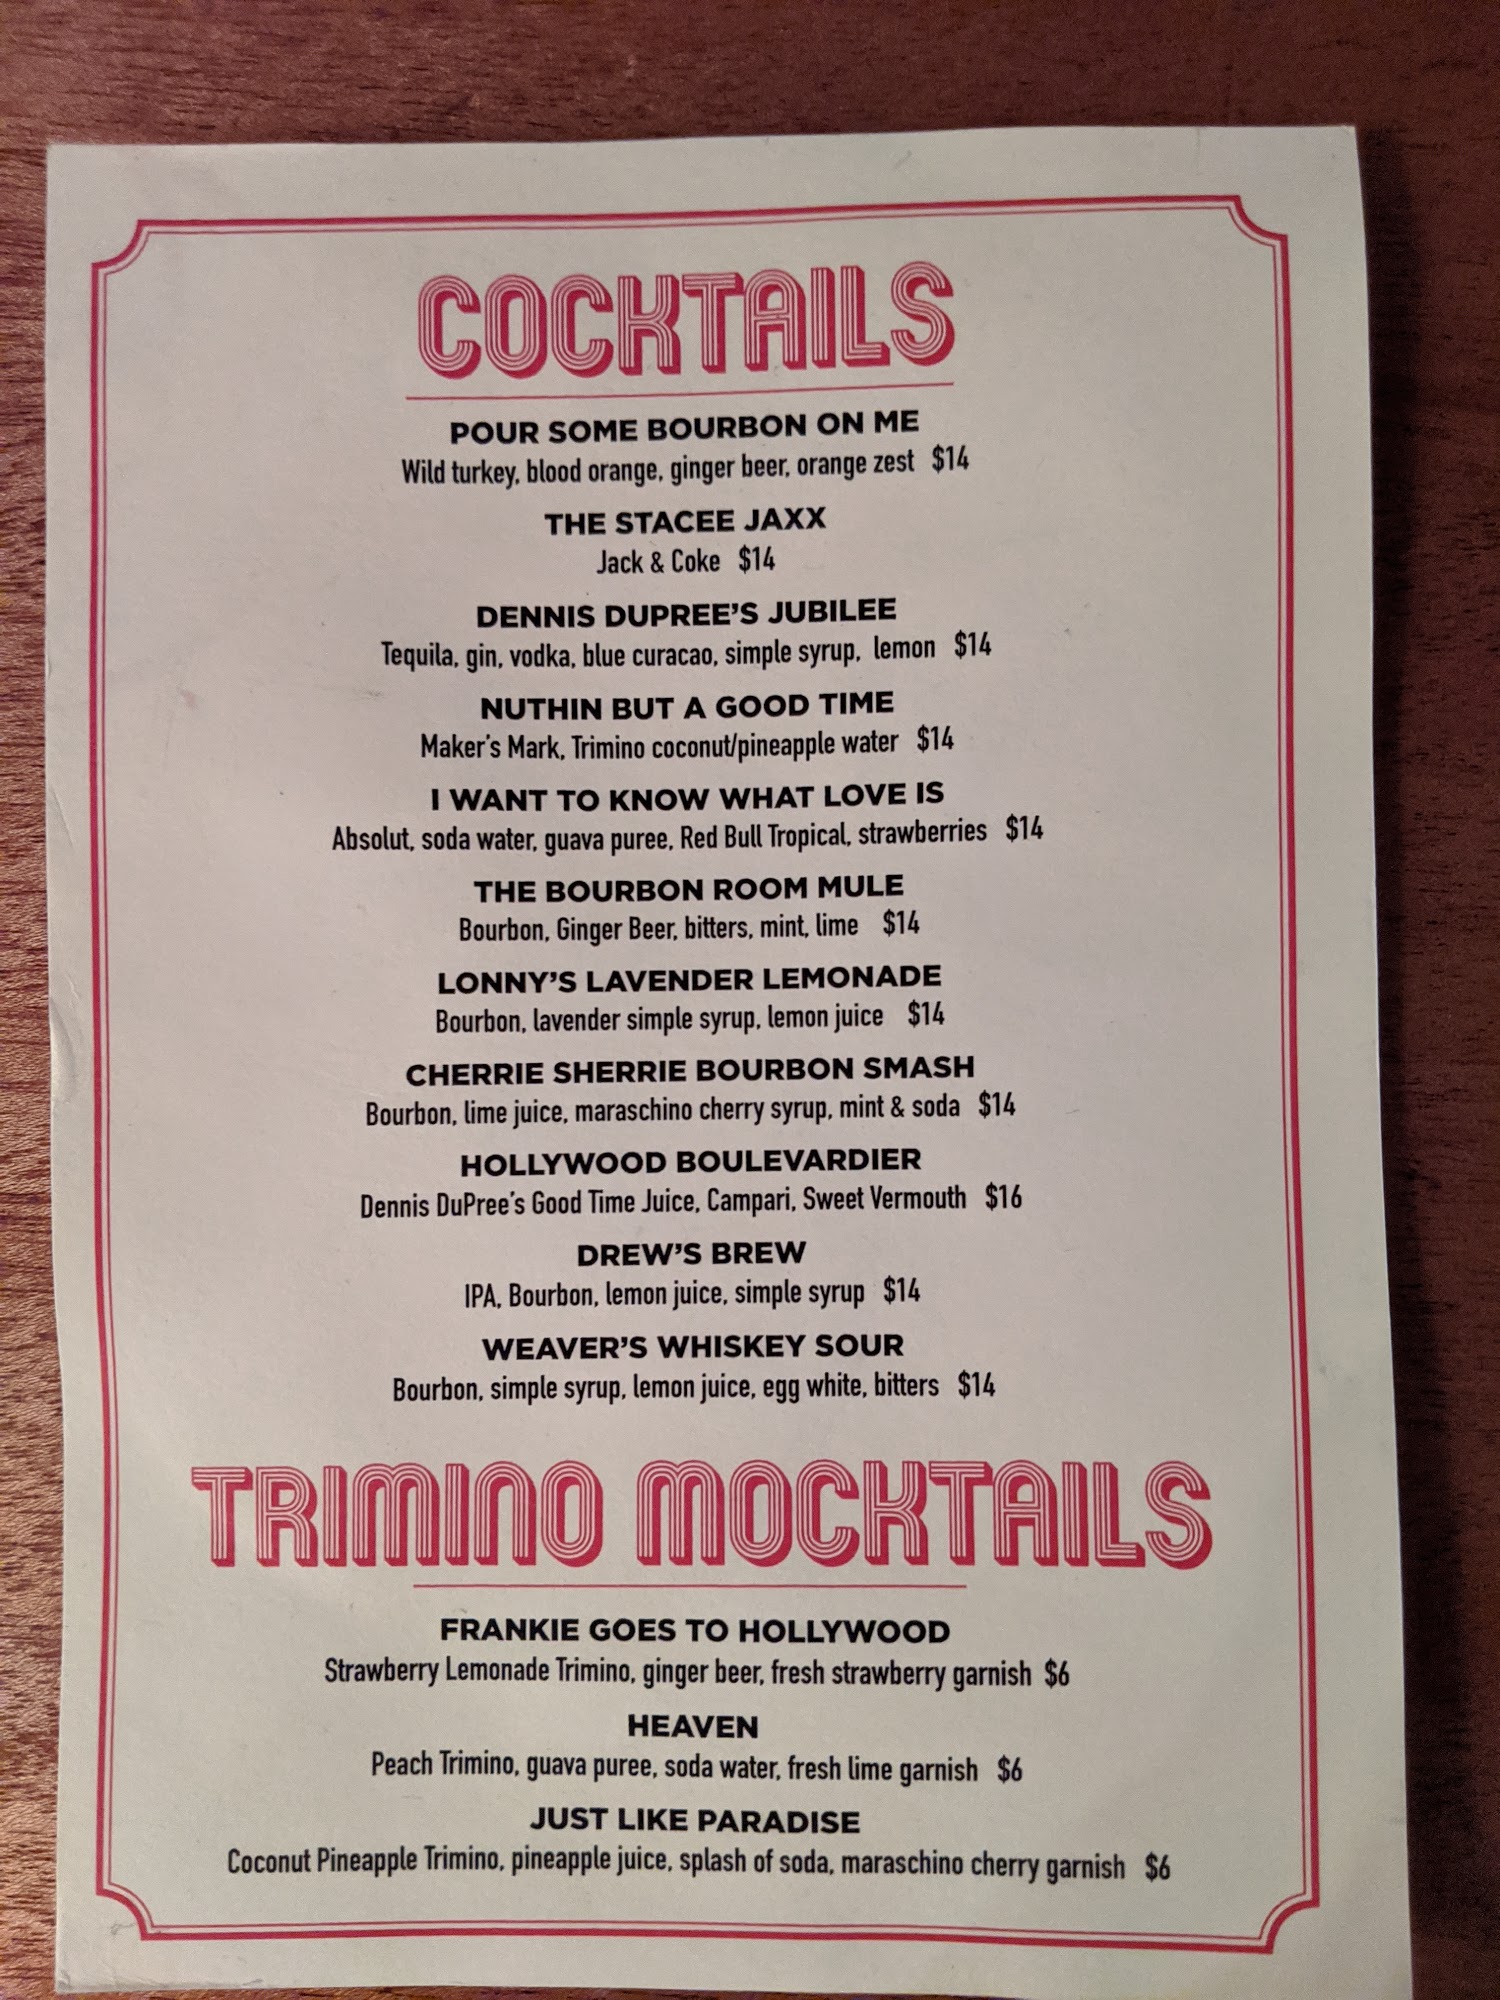 COCKTAILS
POUR SOME BOURBON ON ME
Wild turkey, blood orange, ginger beer, orange zest $14
THE STACEE JAXX
Jack & Coke $14
DENNIS DUPREE'S JUBILEE
Tequila, gin, vodka, blue curacao, simple syrup, lemon $14
NUTHIN BUT A GOOD TIME
Maker's Mark, Trimino coconut/pineapple water $14
I WANT TO KNOW WHAT LOVE IS
Absolut, soda water, guava puree, Red Bull Tropical, strawberries $14
THE BOURBON ROOM MULE
Bourbon, Ginger Beer, bitters, mint, lime $14
LONNY'S LAVENDER LEMONADE
Bourbon, lavender simple syrup, lemon juice $14
CHERRIE SHERRIE BOURBON SMASH
Bourbon, lime juice, maraschino cherry syrup, mint & soda $14
HOLLYWOOD BOULEVARDIER
Dennis DuPree's Good Time Juice, Campari, Sweet Vermouth $16
DREW'S BREW
IPA, Bourbon, lemon juice, simple syrup $14
WEAVER'S WHISKEY SOUR
Bourbon, simple syrup, lemon juice, egg white, bitters $14
TRIMINO MOCKTAILS
FRANKIE GOES TO HOLLYWOOD
Strawberry Lemonade Trimino, ginger beer, fresh strawberry garnish $6
HEAVEN
Peach Trimino, guava puree, soda water, fresh lime garnish $6
JUST LIKE PARADISE
Coconut Pineapple Trimino, pineapple juice, splash of soda, maraschino cherry garnish $6